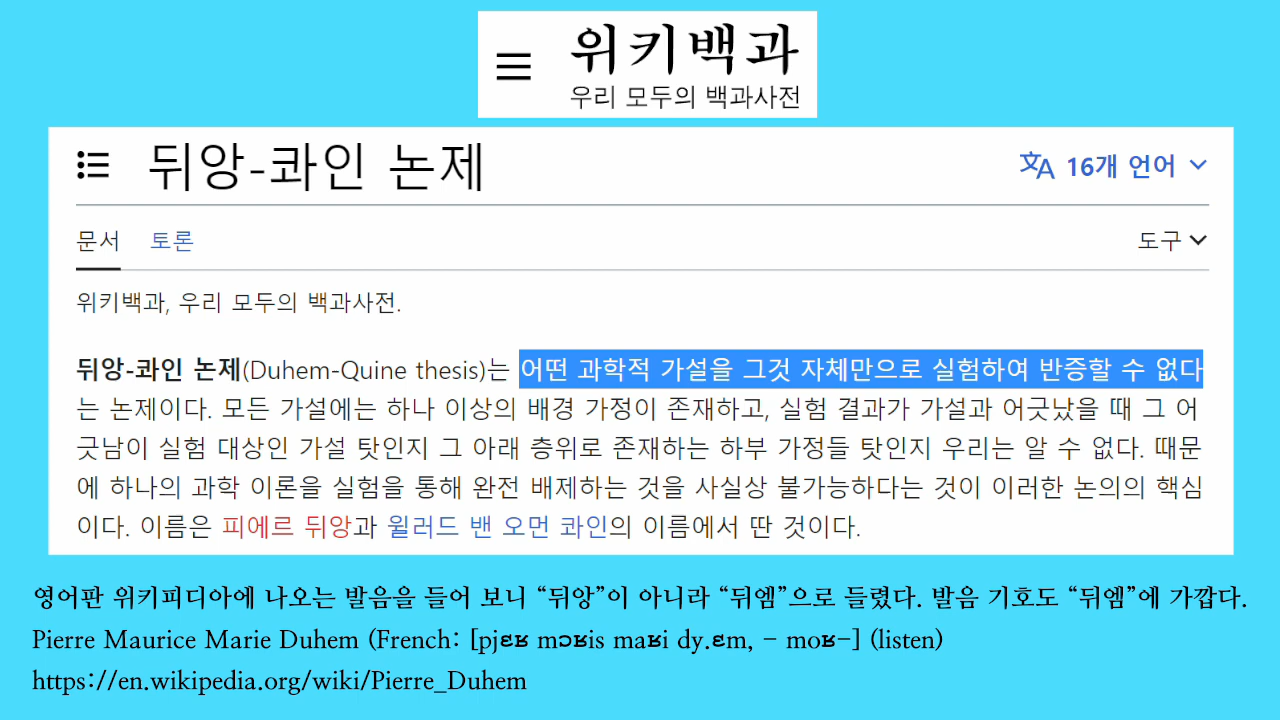 위키백과
우리 모두의 백과사전
뒤앙-콰인 논제
16개 언어
문서 토론 도구
위키백과, 우리 모두의 백과사전.
뒤앙-콰인 논제(Duhem-Quine thesis)는 어떤 과학적 가설을 그것 자체만으로 실험하여 반증할 수 없다
는 논제이다. 모든 가설에는 하나 이상의 배경 가정이 존재하고, 실험 결과가 가설과 어긋났을 때 그 어
긋남이 실험 대상인 가설 탓인지 그 아래 층위로 존재하는 하부 가정들 탓인지 우리는 알 수 없다. 때문
에 하나의 과학 이론을 실험을 통해 완전 배제하는 것을 사실상 불가능하다는 것이 이러한 논의의 핵심
이다. 이름은 피에르 뒤앙과 윌러드 밴 오먼 콰인의 이름에서 딴 것이다.
영어판 위키피디아에 나오는 발음을 들어 보니 “뒤앙”이 아니라 “뒤엠”으로 들렸다. 발음 기호도 “뒤엠”에 가깝다.
Pierre Maurice Marie Duhem (French: [pjɛʁ mɔʁis maʁi dy.ɛm, - moʁ-] (listen)
https://en.wikipedia.org/wiki/Pierre_Duhem